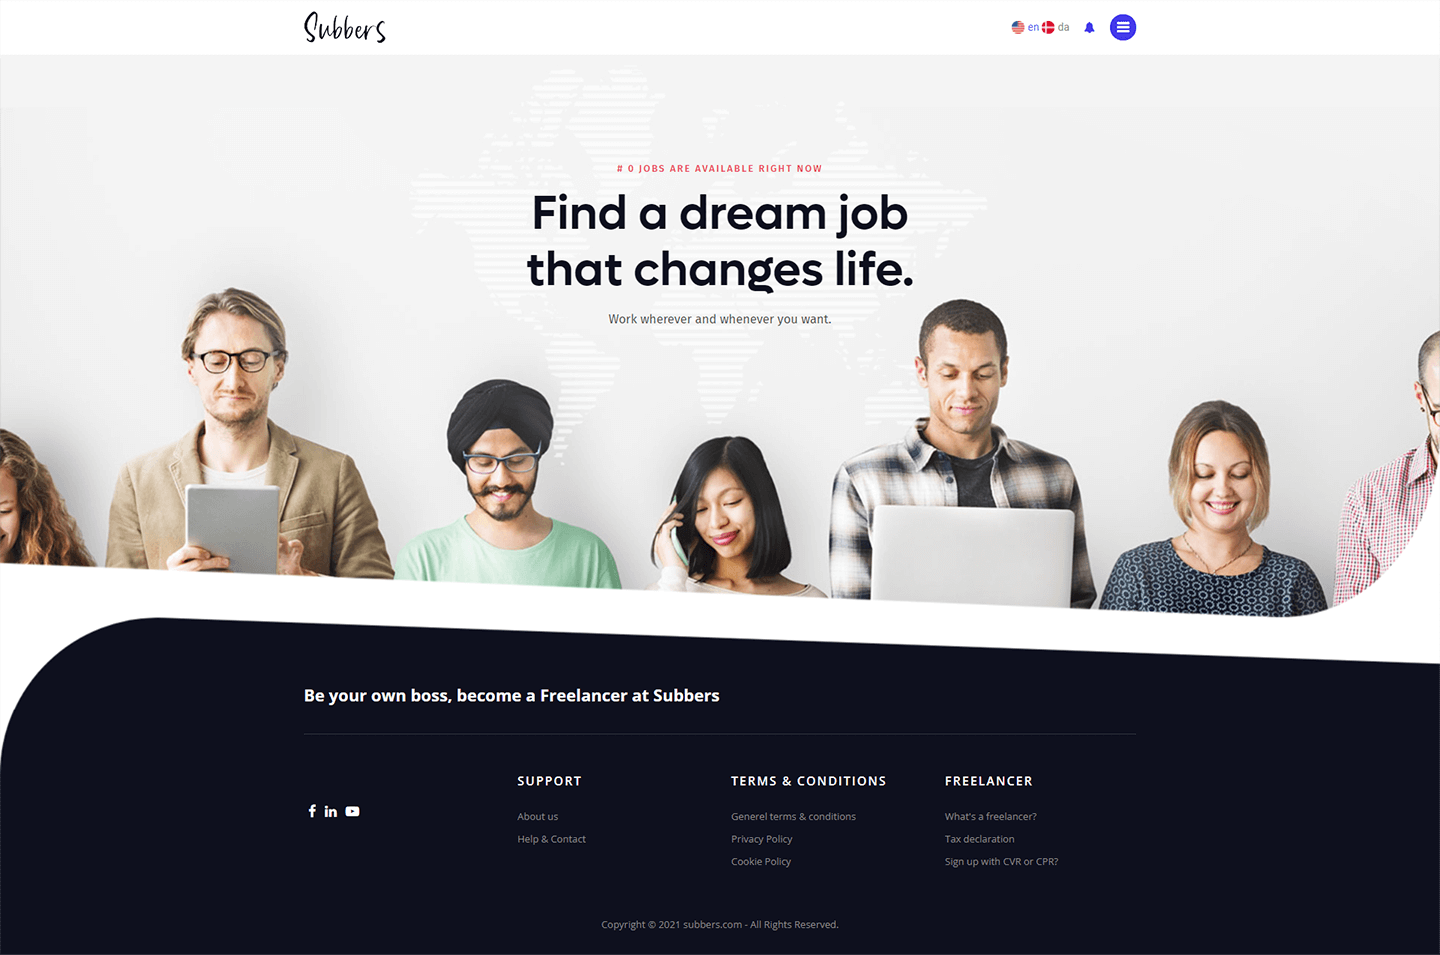 Subbers
en da
# 0 JOBS ARE AVAILABLE RIGHT NOW
Find a dream job
that changes life.
Work wherever and whenever you want.
Be your own boss, become a Freelancer at Subbers
SUPPORT
About us
Help & Contact
TERMS & CONDITIONS
Generel terms & conditions
Privacy Policy
Cookie Policy
FREELANCER
What's a freelancer?
Tax declaration
Sign up with CVR or CPR?
Copyright © 2021 subbers.com - All Rights Reserved.